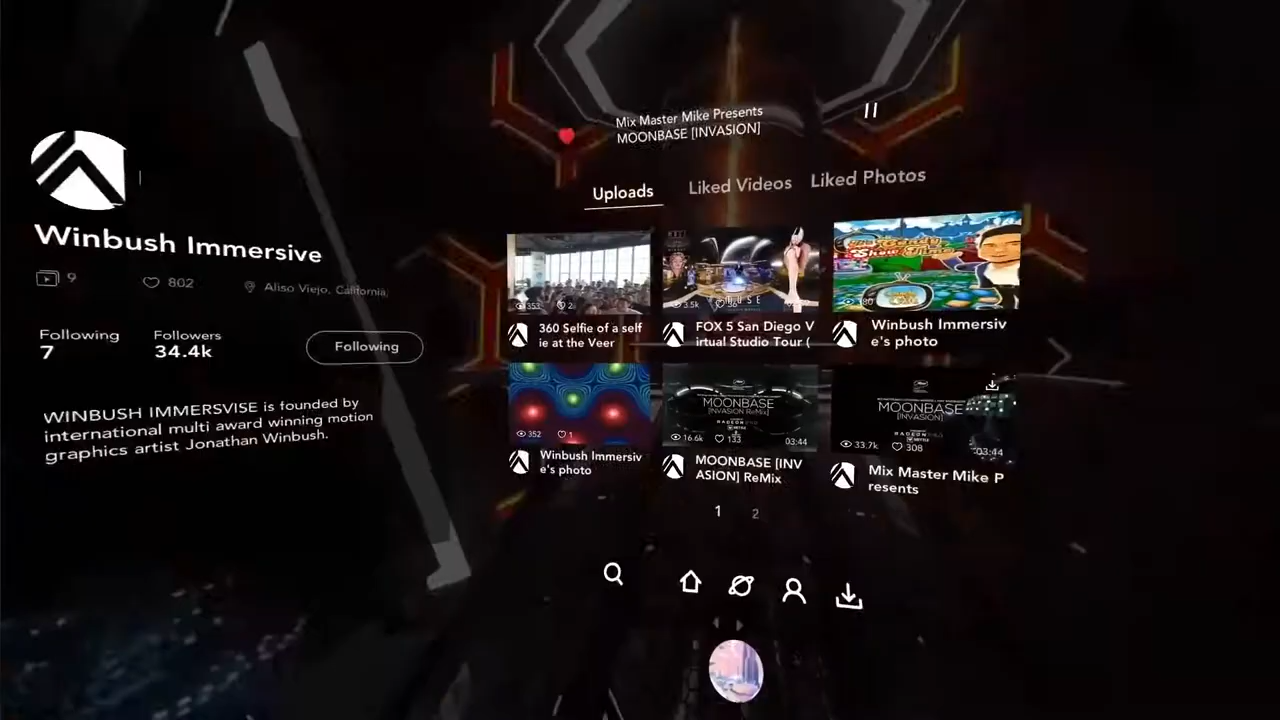 Mix Master Mike Presents
MOONBASE [INVASION]
Uploads
Liked Videos
Liked Photos
Winbush Immersive
9
802
Aliso Viejo, California
Following
7
Followers
34.4k
Following
WINBUSH IMMERSVISE is founded by
international multi award winning motion
graphics artist Jonathan Winbush.
353
2
360 Selfie of a self
ie at the Veer
3.5k
FOX 5 San Diego V
irtual Studio Tour (
Winbush Immersiv
e's photo
352
1
Winbush Immersiv
e's photo
MOONBASE
[INVASION ReMix]
RADEON
16.6k
133
03:44
MOONBASE [INV
ASION] ReMix
MOONBASE
[INVASION]
RADEON
33.7k
308
03:44
Mix Master Mike P
resents
1
2